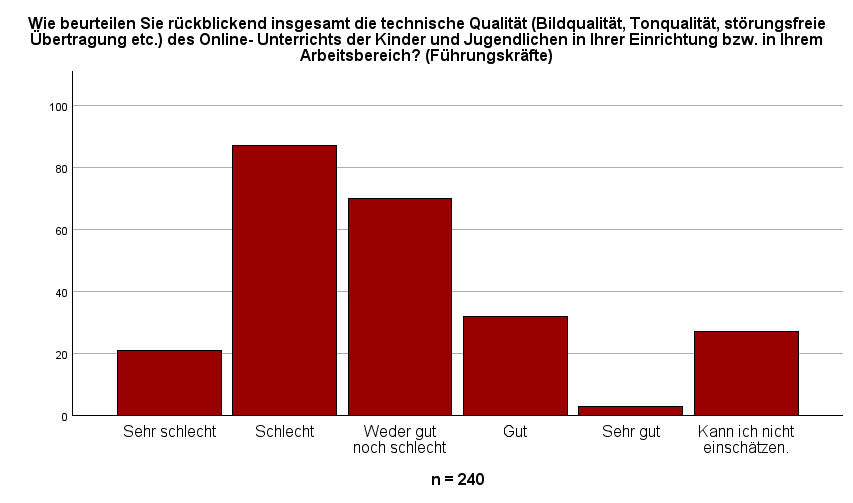 Wie beurteilen Sie rückblickend insgesamt die technische Qualität (Bildqualität, Tonqualität, störungsfreie
Übertragung etc.) des Online- Unterrichts der Kinder und Jugendlichen in Ihrer Einrichtung bzw. in Ihrem
Arbeitsbereich? (Führungskräfte)
100
80
60
40
20
0
Sehr schlecht
Schlecht
Weder gut
noch schlecht
Gut
Sehr gut
Kann ich nicht
einschätzen.
n = 240